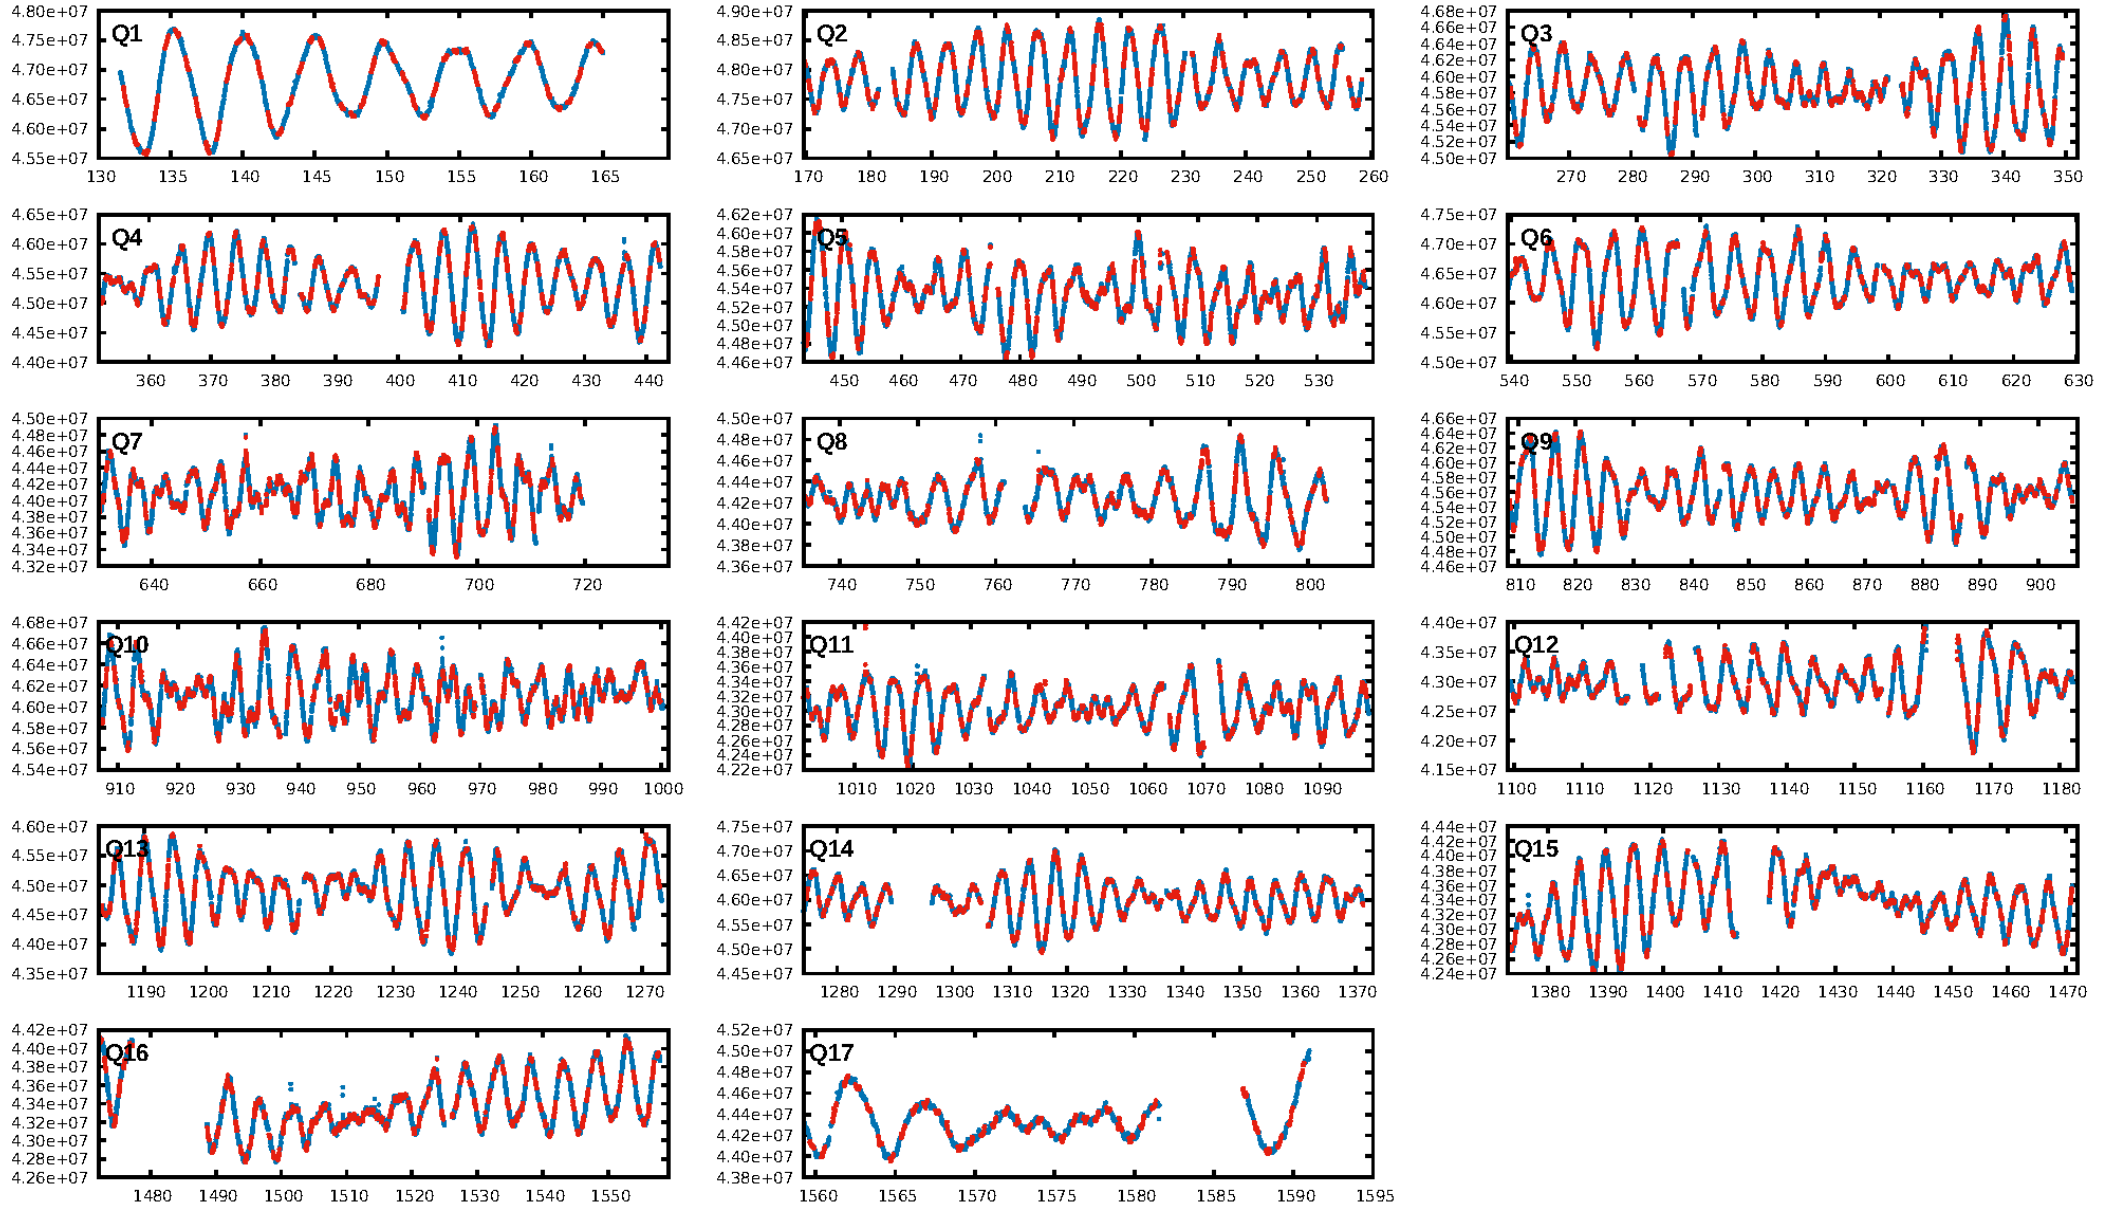 4.80e+07 4.75e+07 4.70e+07 4.65e+07 4.60e+07 4.55e+07
Q1
130 135 140 145 150 155 160 165
4.90e+07 4.85e+07 4.80e+07 4.75e+07 4.70e+07 4.65e+07
Q2
170 180 190 200 210 220 230 240 250 260
4.68e+07 4.66e+07 4.64e+07 4.62e+07 4.60e+07 4.58e+07 4.56e+07 4.54e+07 4.52e+07 4.50e+07
Q3
270 280 290 300 310 320 330 340 350
4.65e+07 4.60e+07 4.55e+07 4.50e+07 4.45e+07 4.40e+07
Q4
360 370 380 390 400 410 420 430 440
4.62e+07 4.60e+07 4.58e+07 4.56e+07 4.54e+07 4.52e+07 4.50e+07 4.48e+07 4.46e+07
Q5
450 460 470 480 490 500 510 520 530
4.75e+07 4.70e+07 4.65e+07 4.60e+07 4.55e+07 4.50e+07
Q6
540 550 560 570 580 590 600 610 620 630
4.50e+07 4.48e+07 4.46e+07 4.44e+07 4.42e+07 4.40e+07 4.38e+07 4.36e+07 4.34e+07 4.32e+07
Q7
640 660 680 700 720
4.50e+07 4.48e+07 4.46e+07 4.44e+07 4.42e+07 4.40e+07 4.38e+07 4.36e+07
Q8
740 750 760 770 780 790 800
4.66e+07 4.64e+07 4.62e+07 4.60e+07 4.58e+07 4.56e+07 4.54e+07 4.52e+07 4.50e+07 4.48e+07 4.46e+07
Q9
810 820 830 840 850 860 870 880 890 900
4.68e+07 4.66e+07 4.64e+07 4.62e+07 4.60e+07 4.58e+07 4.56e+07 4.54e+07
Q10
910 920 930 940 950 960 970 980 990 1000
4.42e+07 4.40e+07 4.38e+07 4.36e+07 4.34e+07 4.32e+07 4.30e+07 4.28e+07 4.26e+07 4.24e+07 4.22e+07
Q11
1010 1020 1030 1040 1050 1060 1070 1080 1090
4.40e+07 4.35e+07 4.30e+07 4.25e+07 4.20e+07 4.15e+07
Q12
1100 1110 1120 1130 1140 1150 1160 1170 1180
4.60e+07 4.55e+07 4.50e+07 4.45e+07 4.40e+07 4.35e+07
Q13
1190 1200 1210 1220 1230 1240 1250 1260 1270
4.75e+07 4.70e+07 4.65e+07 4.60e+07 4.55e+07 4.50e+07 4.45e+07
Q14
1280 1290 1300 1310 1320 1330 1340 1350 1360 1370
4.44e+07 4.42e+07 4.40e+07 4.38e+07 4.36e+07 4.34e+07 4.32e+07 4.30e+07 4.28e+07 4.26e+07 4.24e+07
Q15
1380 1390 1400 1410 1420 1430 1440 1450 1460 1470
4.42e+07 4.40e+07 4.38e+07 4.36e+07 4.34e+07 4.32e+07 4.30e+07 4.28e+07 4.26e+07
Q16
1480 1490 1500 1510 1520 1530 1540 1550
4.52e+07 4.50e+07 4.48e+07 4.46e+07 4.44e+07 4.42e+07 4.40e+07 4.38e+07
Q17
1560 1565 1570 1575 1580 1585 1590 1595